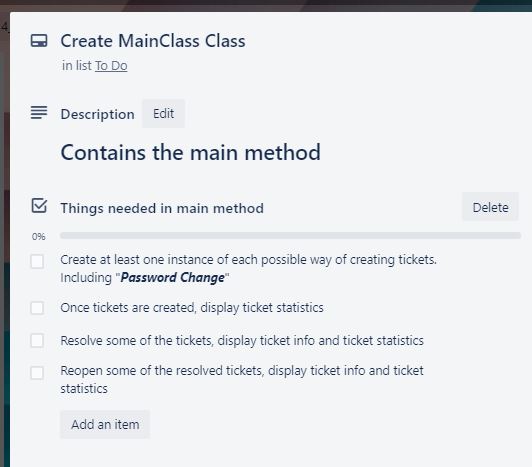 Create MainClass Class
in list To Do
Description Edit
Contains the main method
Things needed in main method Delete
0%
Create at least one instance of each possible way of creating tickets.
Including "Password Change"
Once tickets are created, display ticket statistics
Resolve some of the tickets, display ticket info and ticket statistics
Reopen some of the resolved tickets, display ticket info and ticket
statistics
Add an item